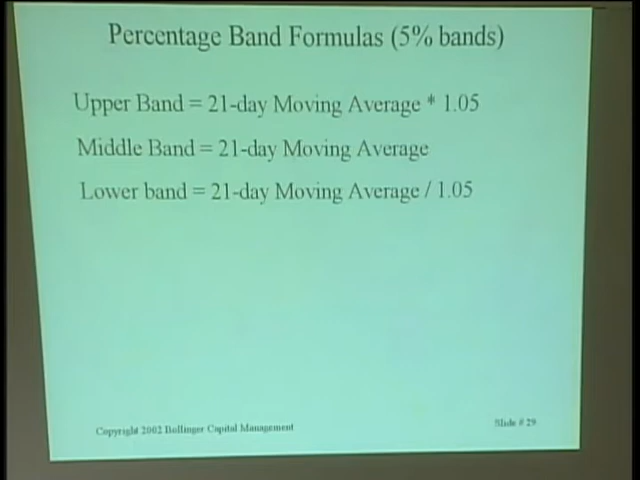 Percentage Band Formulas (5% bands)
Upper Band = 21-day Moving Average * 1.05
Middle Band = 21-day Moving Average
Lower band = 21-day Moving Average / 1.05
Copyright 2002 Bollinger Capital Management
Slide # 29